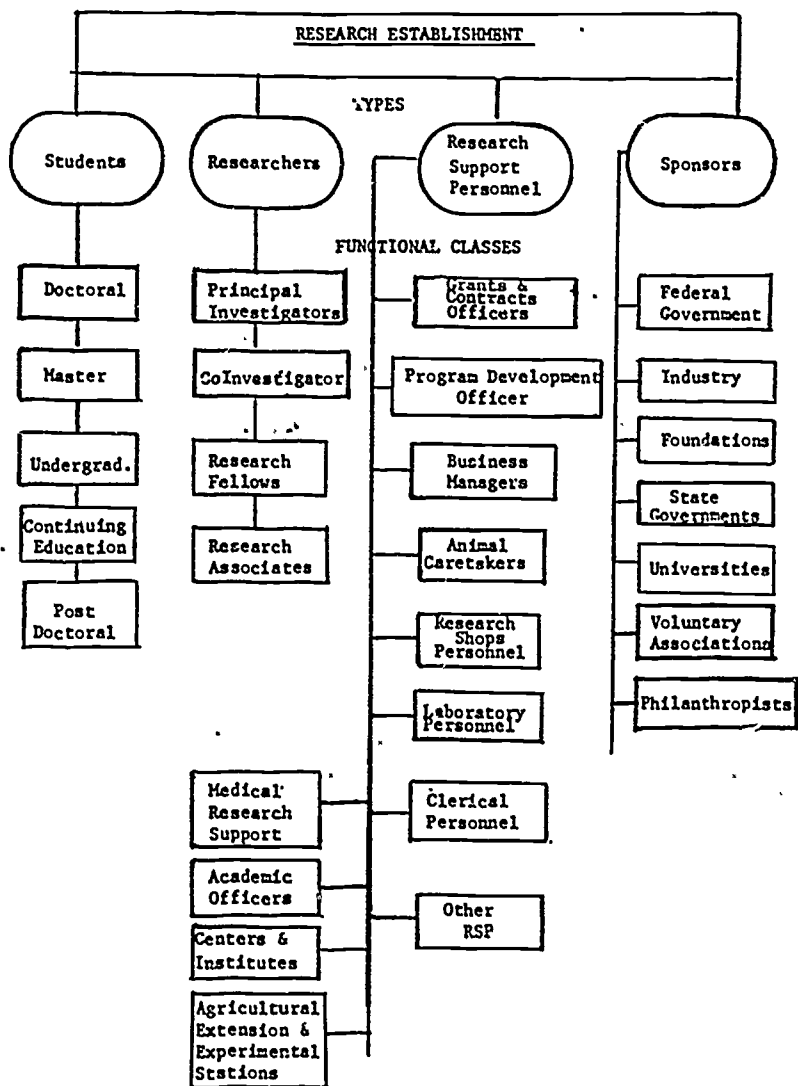 RESEARCH ESTABLISHMENT
TYPES
Students
Researchers
Research
Support
Personnel
Sponsors
FUNCTIONAL CLASSES
Doctoral
Master
Undergrad.
Continuing
Education
Post
Doctoral
Principal
Investigators
CoInvestigator
Research
Fellows
Research
Associates
Grants &
Contracts
Officers
Program Development
Officer
Business
Managers
Animal
Caretakers
Research
Shops
Personnel
Laboratory
Personnel
Clerical
Personnel
Other
RSP
Medical
Research
Support
Academic
Officers
Centers &
Institutes
Agricultural
Extension &
Experimental
Stations
Federal
Government
Industry
Foundations
State
Governments
Universities
Voluntary
Associations
Philanthropists